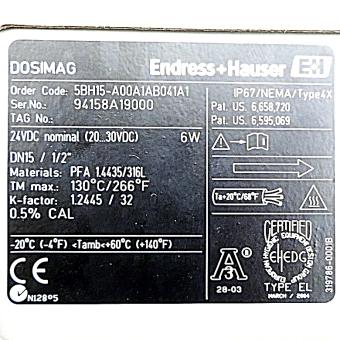 DOSIMAG
Endress+Hauser E+H
Order Code: 5BH15-A00A1AB041A1
IP67/NEMA/Type4X
Ser.No.: 94158A19000
Pat. US. 6,658,720
TAG No.:
Pat. US. 6,595,069
24VDC nominal (20...30VDC) 6W
DN15 / 1/2"
Materials: PFA 1.4435/316L
TM max.: 130°C/266°F
Ta=+20°C/68°F
K-factor: 1.2445 / 32
0.5% CAL
-20°C (-4°F) <Tamb<+60°C (+140°F)
CE
N12895
A 3
28-03
CERTIFIED
EHEDG
TYPE EL
MARCH / 2004
319786-0001B